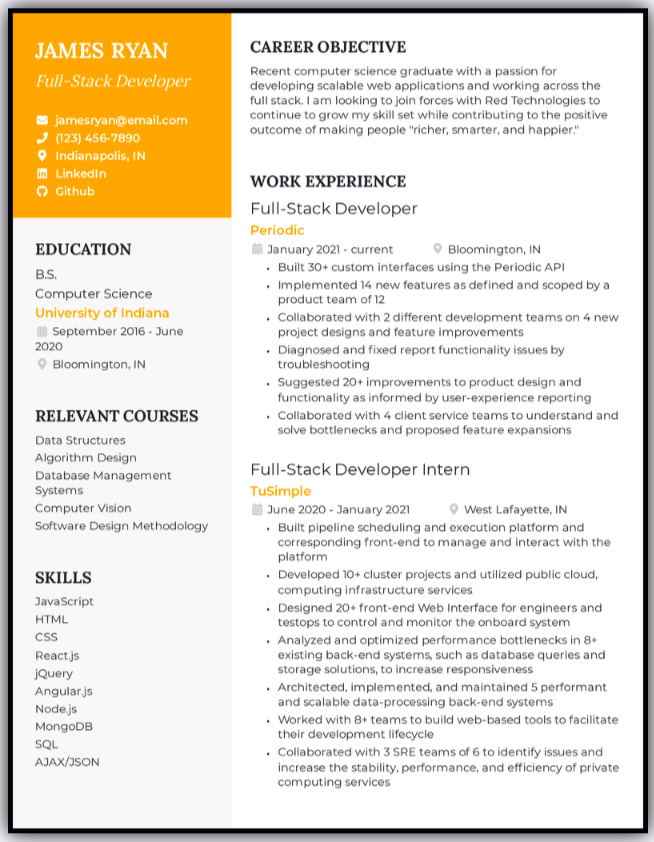 JAMES RYAN
Full-Stack Developer
jamesryan@email.com
(123) 456-7890
Indianapolis, IN
LinkedIn
Github
EDUCATION
B.S.
Computer Science
University of Indiana
September 2016 - June
2020
Bloomington, IN
RELEVANT COURSES
Data Structures
Algorithm Design
Database Management
Systems
Computer Vision
Software Design Methodology
SKILLS
JavaScript
HTML
CSS
React.js
jQuery
Angular.js
Node.js
MongoDB
SQL
AJAX/JSON
CAREER OBJECTIVE
Recent computer science graduate with a passion for
developing scalable web applications and working across the
full stack. I am looking to join forces with Red Technologies to
continue to grow my skill set while contributing to the positive
outcome of making people "richer, smarter, and happier."
WORK EXPERIENCE
Full-Stack Developer
Periodic
January 2021 - current Bloomington, IN
• Built 30+ custom interfaces using the Periodic API
• Implemented 14 new features as defined and scoped by a
product team of 12
• Collaborated with 2 different development teams on 4 new
project designs and feature improvements
• Diagnosed and fixed report functionality issues by
troubleshooting
• Suggested 20+ improvements to product design and
functionality as informed by user-experience reporting
• Collaborated with 4 client service teams to understand and
solve bottlenecks and proposed feature expansions
Full-Stack Developer Intern
TuSimple
June 2020 - January 2021 West Lafayette, IN
• Built pipeline scheduling and execution platform and
corresponding front-end to manage and interact with the
platform
• Developed 10+ cluster projects and utilized public cloud,
computing infrastructure services
• Designed 20+ front-end Web Interface for engineers and
testops to control and monitor the onboard system
• Analyzed and optimized performance bottlenecks in 8+
existing back-end systems, such as database queries and
storage solutions, to increase responsiveness
• Architected, implemented, and maintained 5 performant
and scalable data-processing back-end systems
• Worked with 8+ teams to build web-based tools to facilitate
their development lifecycle
• Collaborated with 3 SRE teams of 6 to identify issues and
increase the stability, performance, and efficiency of private
computing services